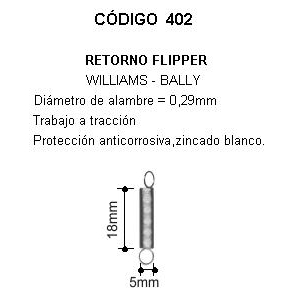 CÓDIGO 402
RETORNO FLIPPER
WILLIAMS - BALLY
Diámetro de alambre = 0,29mm
Trabajo a tracción
Protección anticorrosiva,zincado blanco.
18mm
5mm